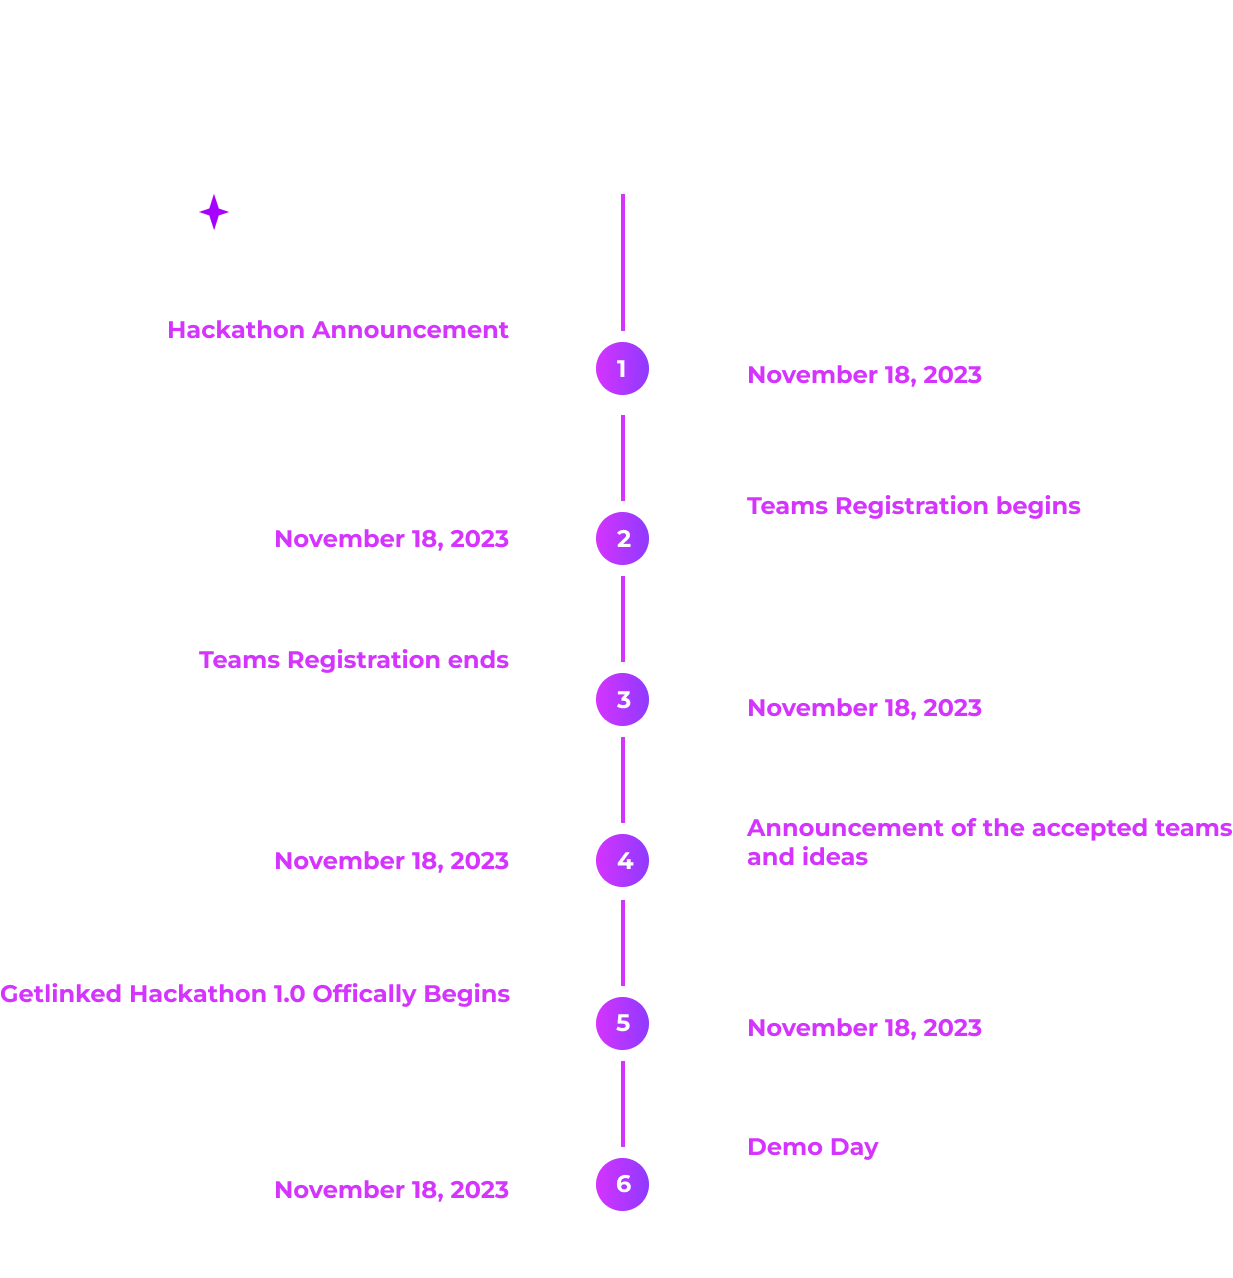 Hackathon Announcement
1
November 18, 2023
Teams Registration begins
November 18, 2023
2
Teams Registration ends
3
November 18, 2023
Announcement of the accepted teams
and ideas
November 18, 2023
4
Getlinked Hackathon 1.0 Offically Begins
5
November 18, 2023
Demo Day
November 18, 2023
6